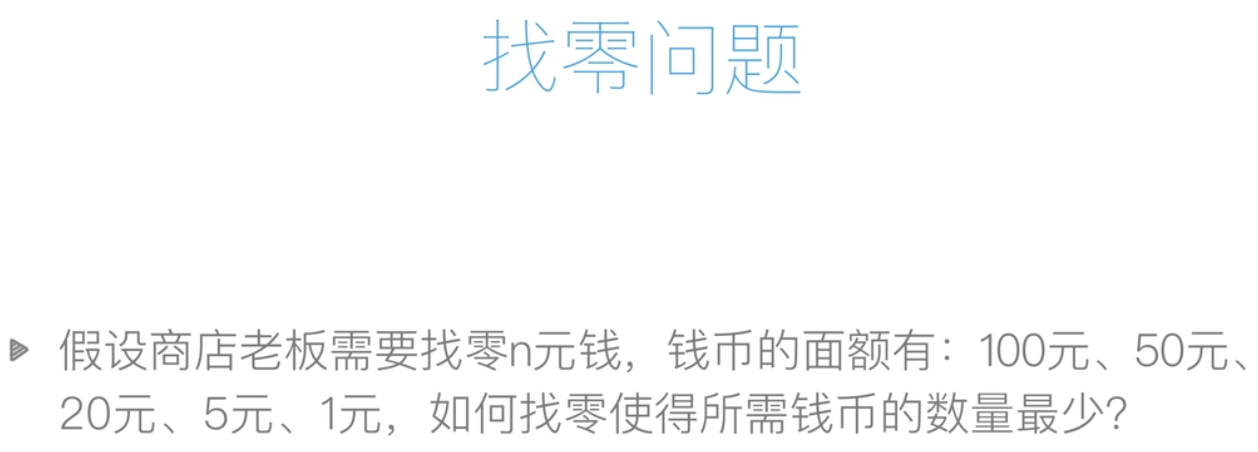 找零问题
假设商店老板需要找零n元钱，钱币的面额有：100元、50元、
20元、5元、1元，如何找零使得所需钱币的数量最少？